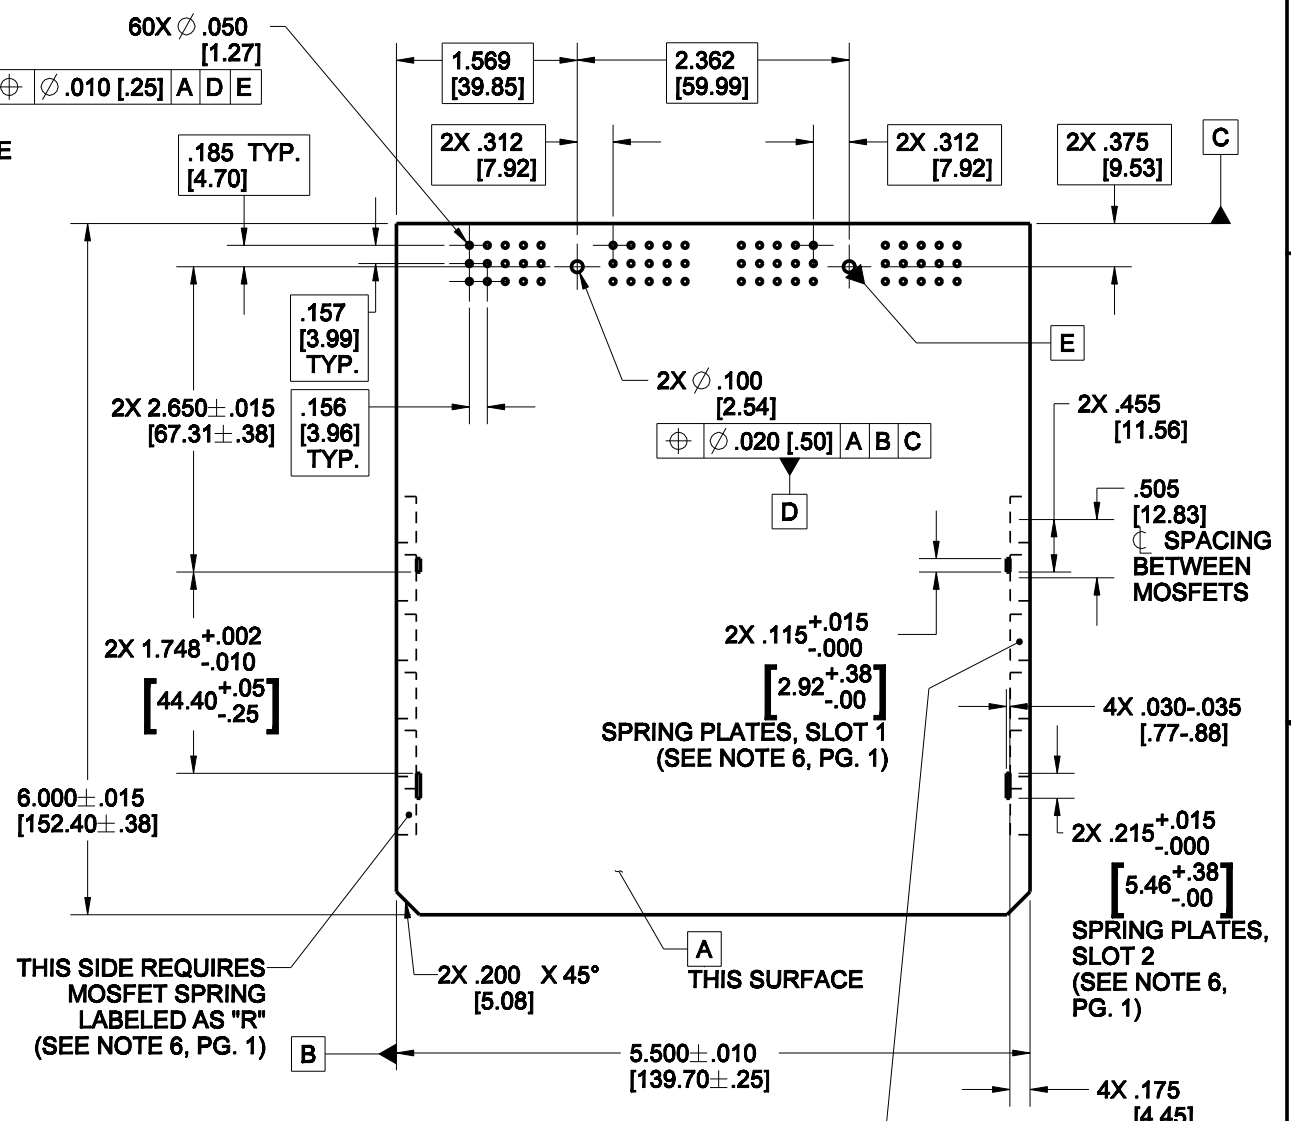 60X ∅ .050
[1.27]
⌖ ∅ .010 [.25] A D E
E
1.569
[39.85]
2.362
[59.99]
2X .312
[7.92]
2X .312
[7.92]
2X .375
[9.53]
C
.185 TYP.
[4.70]
.157
[3.99]
TYP.
.156
[3.96]
TYP.
E
2X ∅ .100
[2.54]
⌖ ∅ .020 [.50] A B C
D
2X 2.650±.015
[67.31±.38]
2X .455
[11.56]
.505
[12.83]
℄ SPACING
BETWEEN
MOSFETS
2X 1.748 +.002
-.010
[44.40 +.05
-.25]
2X .115 +.015
-.000
[2.92 +.38
-.00]
SPRING PLATES, SLOT 1
(SEE NOTE 6, PG. 1)
4X .030-.035
[.77-.88]
6.000±.015
[152.40±.38]
2X .215 +.015
-.000
[5.46 +.38
-.00]
SPRING PLATES,
SLOT 2
(SEE NOTE 6,
PG. 1)
THIS SIDE REQUIRES
MOSFET SPRING
LABELED AS "R"
(SEE NOTE 6, PG. 1)
2X .200 X 45°
[5.08]
A
THIS SURFACE
B
5.500±.010
[139.70±.25]
4X .175
[4.45]